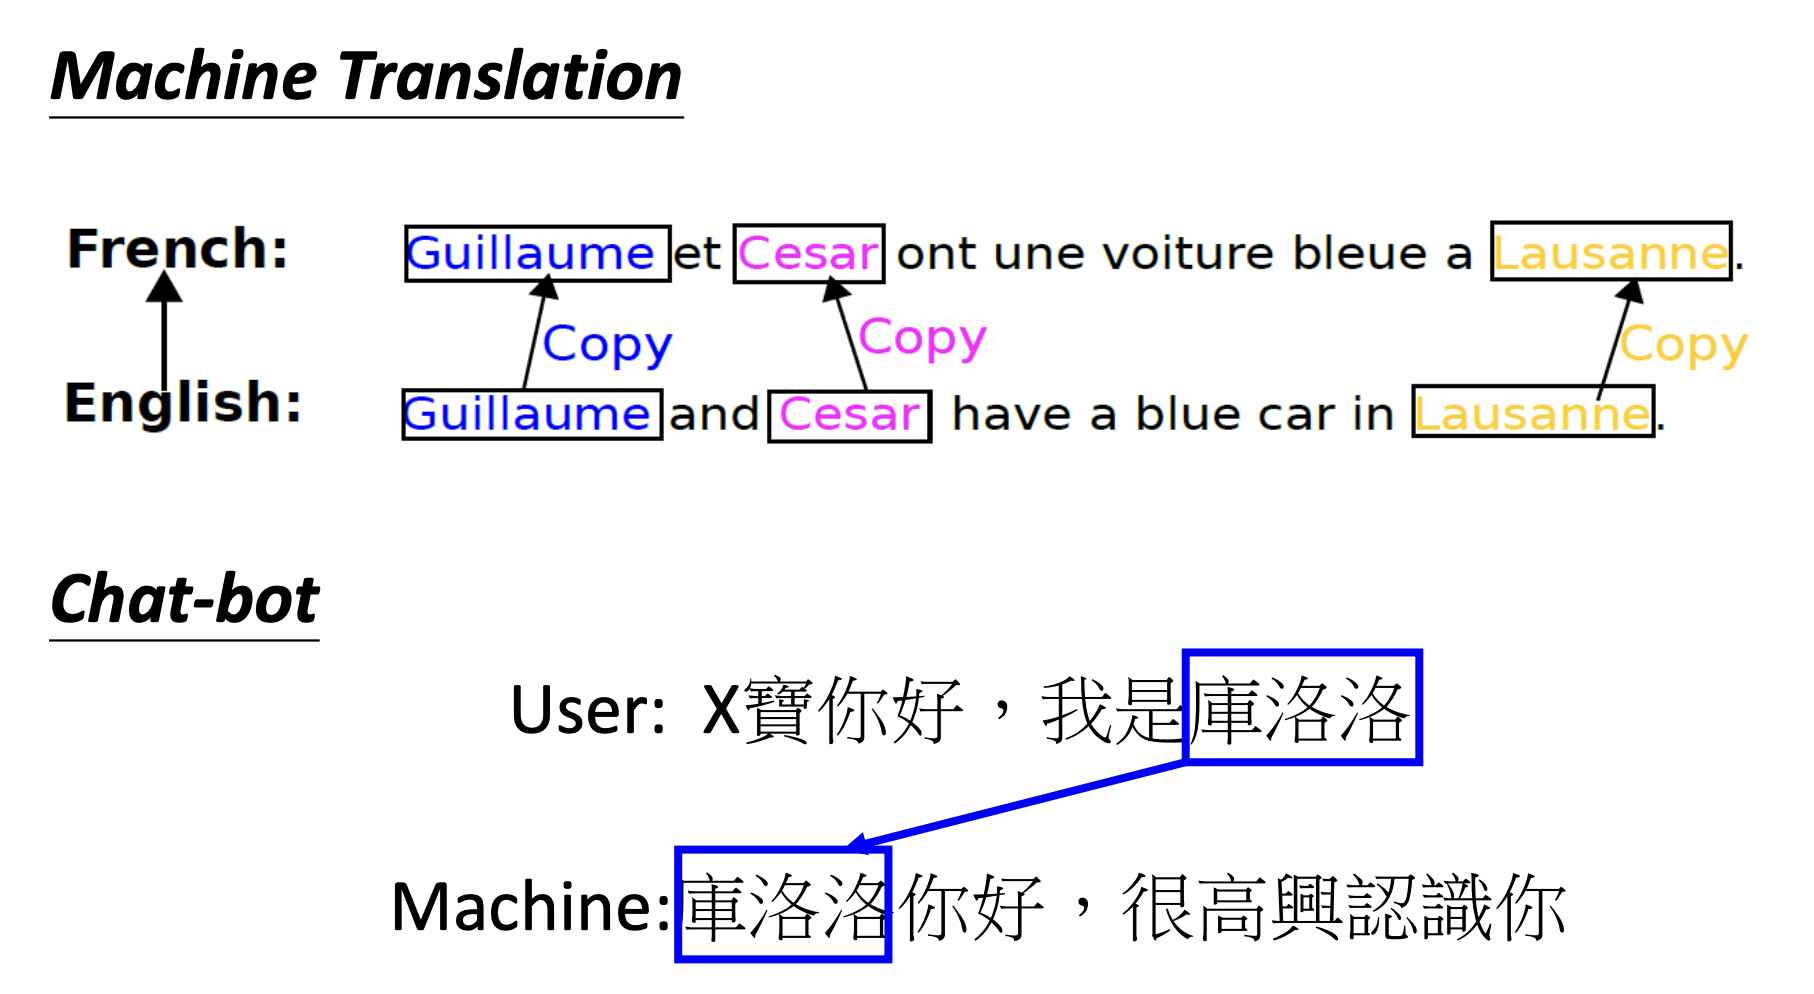 Machine Translation
French: Guillaume et Cesar ont une voiture bleue a Lausanne.
Copy Copy Copy
English: Guillaume and Cesar have a blue car in Lausanne.
Chat-bot
User: X寶你好，我是庫洛洛
Machine: 庫洛洛你好，很高興認識你